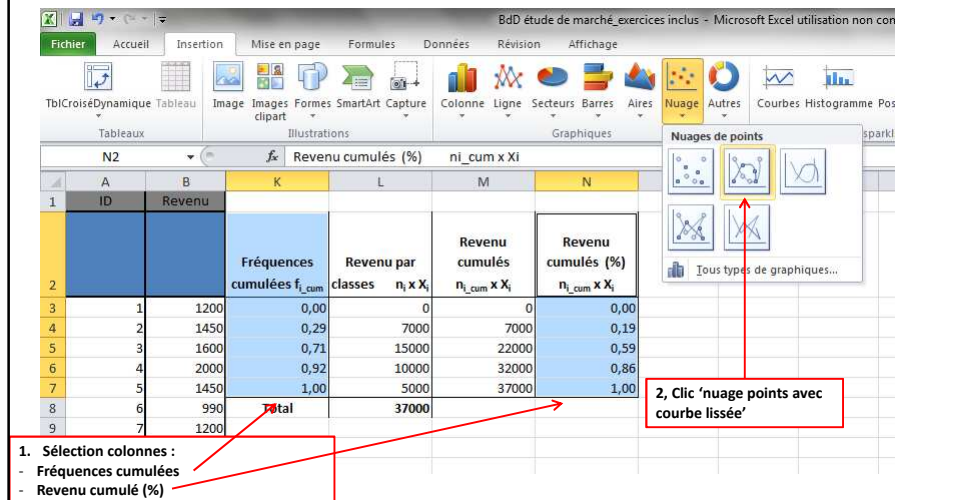 BdD étude de marché_exercices inclus - Microsoft Excel utilisation non con
Fichier Accueil Insertion Mise en page Formules Données Révision Affichage
TblCroiséDynamique Tableau Image Images clipart Formes SmartArt Capture Colonne Ligne Secteurs Barres Aires Nuage Autres Courbes Histogramme Pos
Tableaux Illustrations Graphiques sparkl
Nuages de points
N2 fx Revenu cumulés (%) ni_cum x Xi
A B K L M N
1 ID Revenu
Revenu Revenu
Fréquences Revenu par cumulés cumulés (%)
2 cumulées fi_cum classes ni x Xi ni_cum x Xi ni_cum x Xi
Tous types de graphiques...
3 1 1200 0,00 0 0 0,00
4 2 1450 0,29 7000 7000 0,19
5 3 1600 0,71 15000 22000 0,59
6 4 2000 0,92 10000 32000 0,86
7 5 1450 1,00 5000 37000 1,00
8 6 990 Total 37000
9 7 1200
2, Clic ‘nuage points avec
courbe lissée’
1. Sélection colonnes :
- Fréquences cumulées
- Revenu cumulé (%)